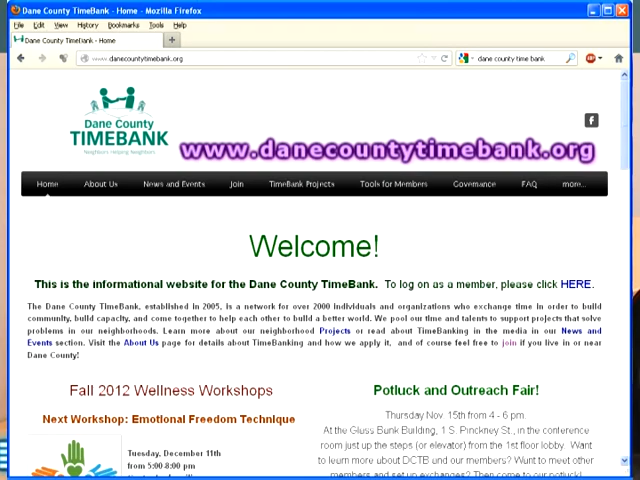 Dane County TimeBank - Home - Mozilla Firefox
File Edit View History Bookmarks Tools Help
Dane County TimeBank - Home
www.danecountytimebank.org
dane county time bank
Dane County
TIMEBANK
Neighbors Helping Neighbors
www.danecountytimebank.org
Home About Us News and Events Join TimeBank Projects Tools for Members Governance FAQ more...
Welcome!
This is the informational website for the Dane County TimeBank. To log on as a member, please click HERE.
The Dane County TimeBank, established in 2005, is a network for over 2000 individuals and organizations who exchange time in order to build
community, build capacity, and come together to help each other to build a better world. We pool our time and talents to support projects that solve
problems in our neighborhoods. Learn more about our neighborhood Projects or read about TimeBanking in the media in our News and
Events section. Visit the About Us page for details about TimeBanking and how we apply it, and of course feel free to join if you live in or near
Dane County!
Fall 2012 Wellness Workshops
Next Workshop: Emotional Freedom Technique
Tuesday, December 11th
from 5:00-8:00 pm
Potluck and Outreach Fair!
Thursday Nov. 15th from 4 - 6 pm.
At the Glass Bank Building, 1 S. Pinckney St., in the conference
room just up the steps (or elevator) from the 1st floor lobby. Want
to learn more about DCTB and our members? Want to meet other
members and set up exchanges? Then come to our potluck!